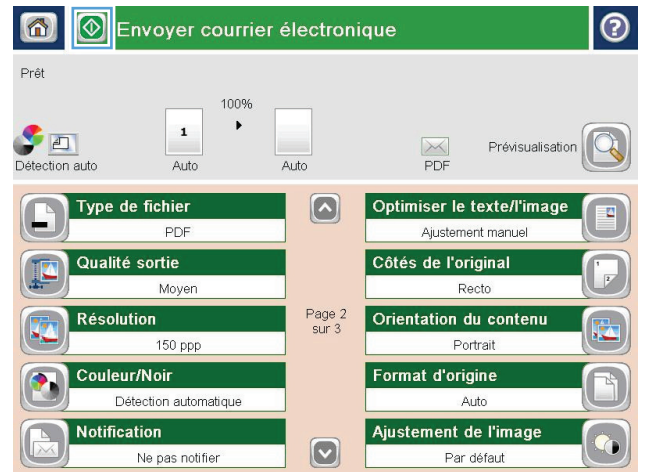 Envoyer courrier électronique
Prêt
100%
1
Détection auto
Auto
Auto
PDF
Prévisualisation
Type de fichier
PDF
Optimiser le texte/l'image
Ajustement manuel
Qualité sortie
Moyen
Côtés de l'original
Recto
Résolution
150 ppp
Page 2
sur 3
Orientation du contenu
Portrait
Couleur/Noir
Détection automatique
Format d'origine
Auto
Notification
Ne pas notifier
Ajustement de l'image
Par défaut